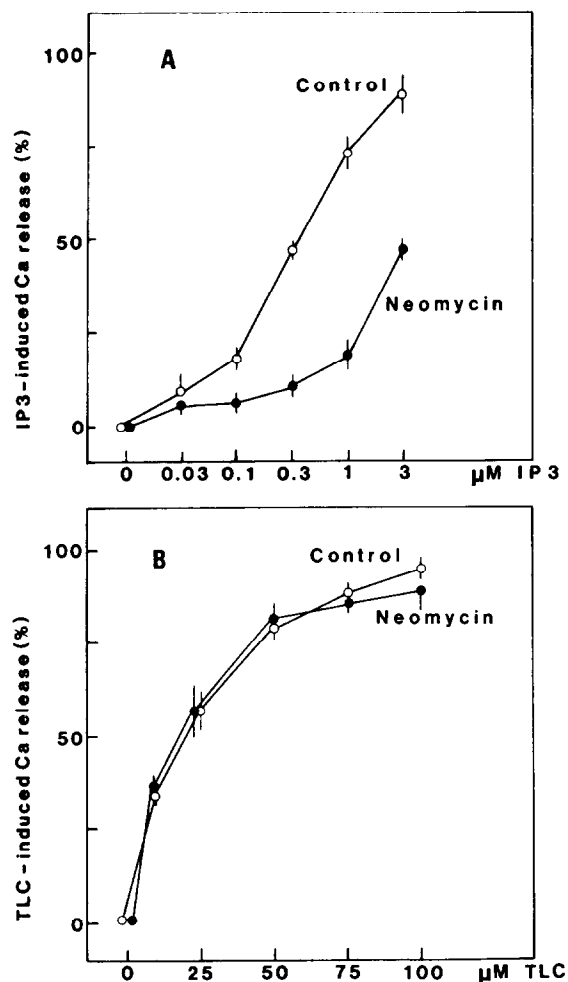 100
A
Control
50
Neomycin
0
0 0.03 0.1 0.3 1 3 μM IP3
IP3-induced Ca release (%)
100
B
Control
Neomycin
50
0
0 25 50 75 100 μM TLC
TLC-induced Ca release (%)